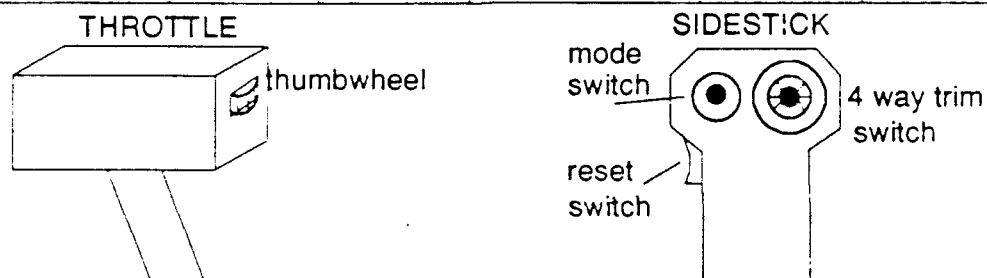 THROTTLE
thumbwheel
SIDESTICK
mode
switch
4 way trim
switch
reset
switch